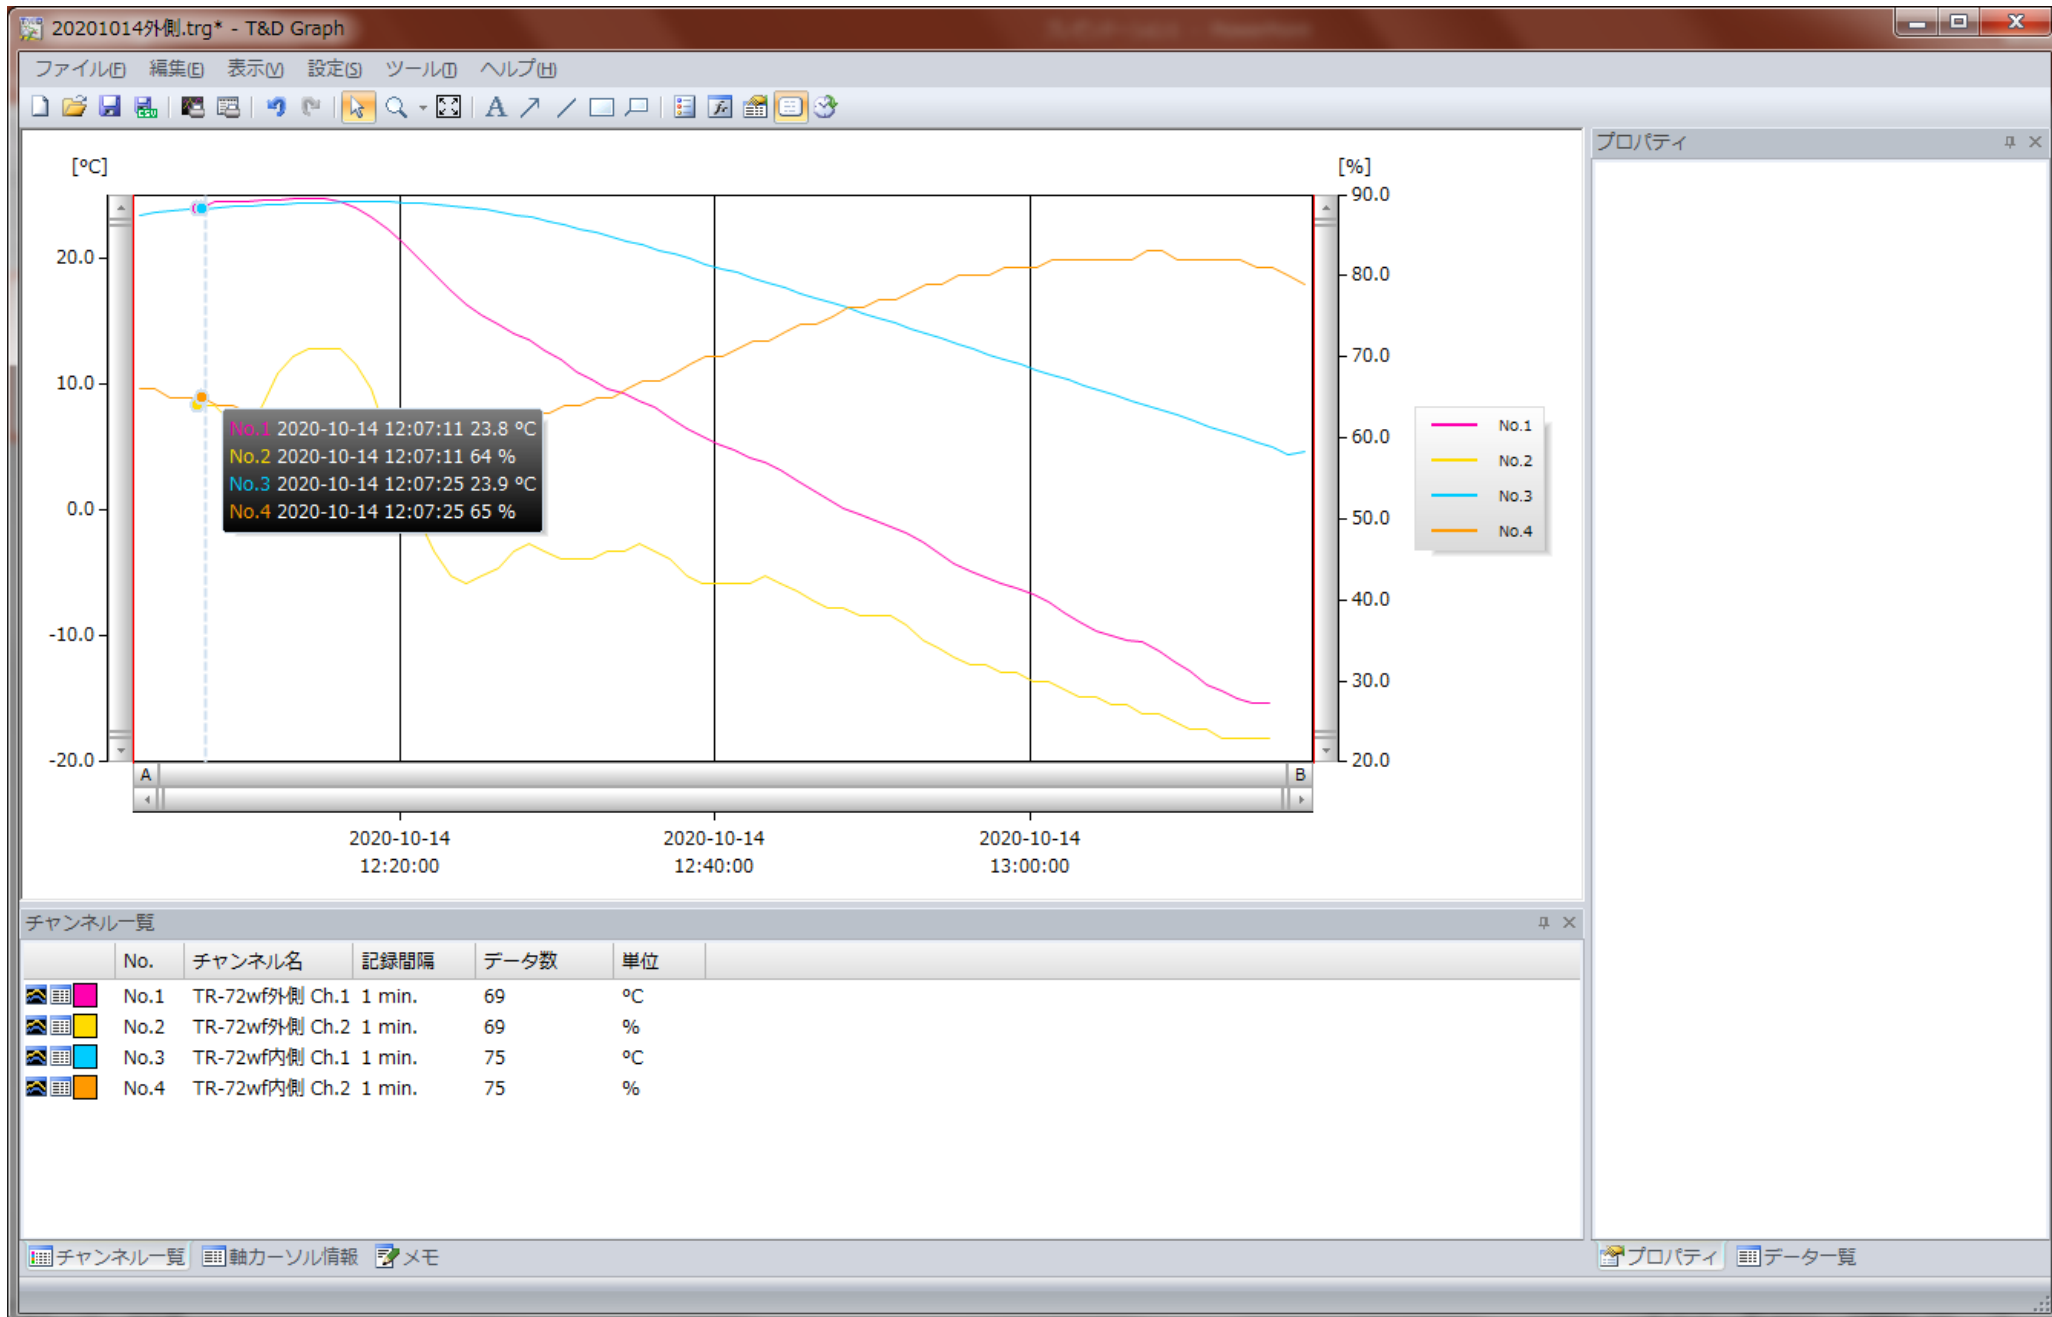 20201014外側.trg* - T&D Graph
ファイル(F) 編集(E) 表示(V) 設定(S) ツール(T) ヘルプ(H)
プロパティ
[°C]
[%]
20.0
10.0
0.0
-10.0
-20.0
90.0
80.0
70.0
60.0
50.0
40.0
30.0
20.0
No.1 2020-10-14 12:07:11 23.8 °C
No.2 2020-10-14 12:07:11 64 %
No.3 2020-10-14 12:07:25 23.9 °C
No.4 2020-10-14 12:07:25 65 %
No.1
No.2
No.3
No.4
A
B
2020-10-14
12:20:00
2020-10-14
12:40:00
2020-10-14
13:00:00
チャンネル一覧
No. チャンネル名 記録間隔 データ数 単位
No.1 TR-72wf外側 Ch.1 1 min. 69 °C
No.2 TR-72wf外側 Ch.2 1 min. 69 %
No.3 TR-72wf内側 Ch.1 1 min. 75 °C
No.4 TR-72wf内側 Ch.2 1 min. 75 %
チャンネル一覧 軸カーソル情報 メモ
プロパティ データ一覧